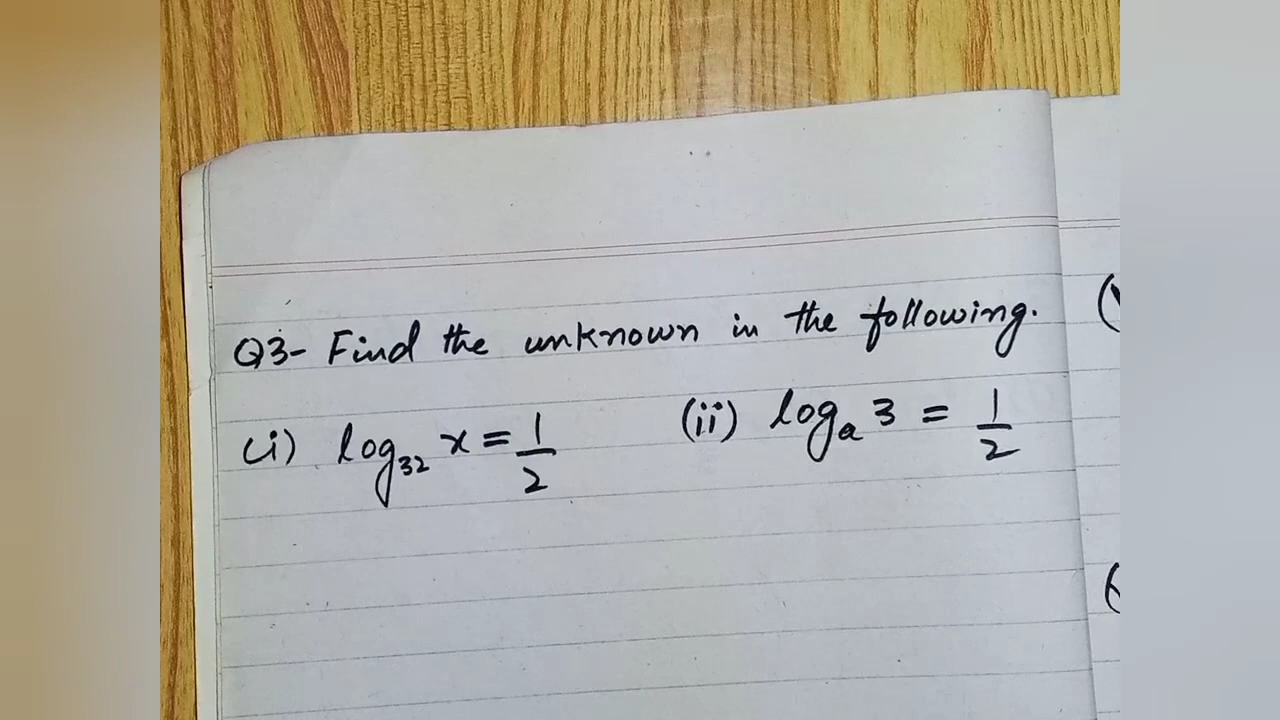 Q3- Find the unknown in the following.
(i) log₃₂ x = 1/2 (ii) logₐ 3 = 1/2